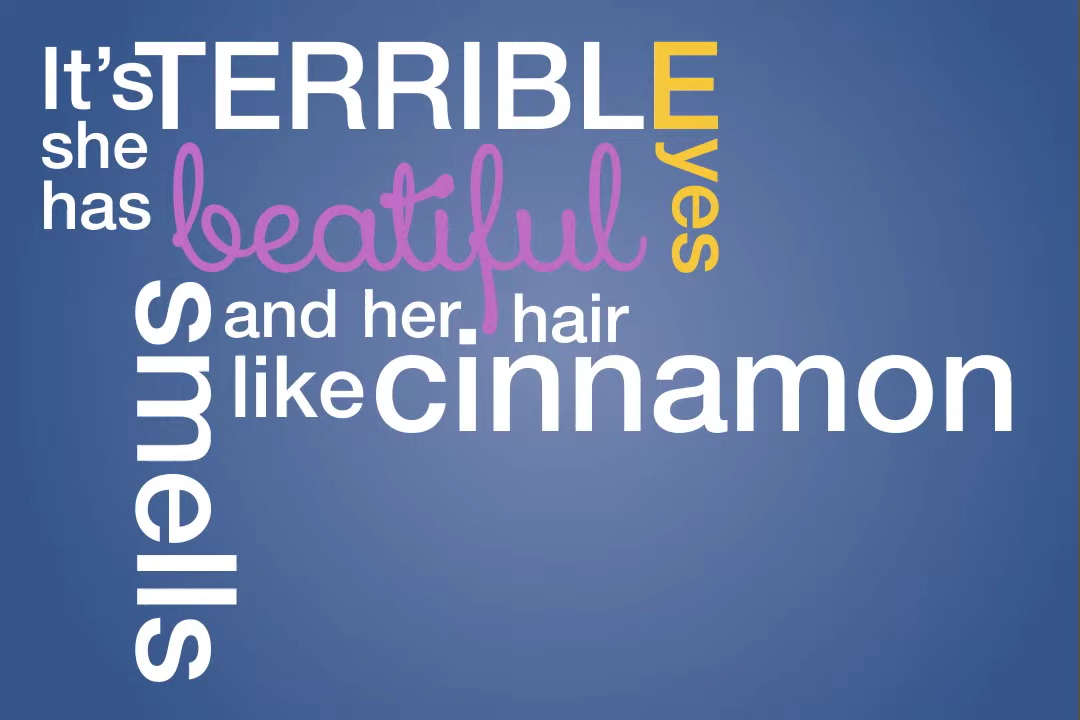 It's TERRIBLE
she
has beatiful Eyes
and her hair
smells
like cinnamon